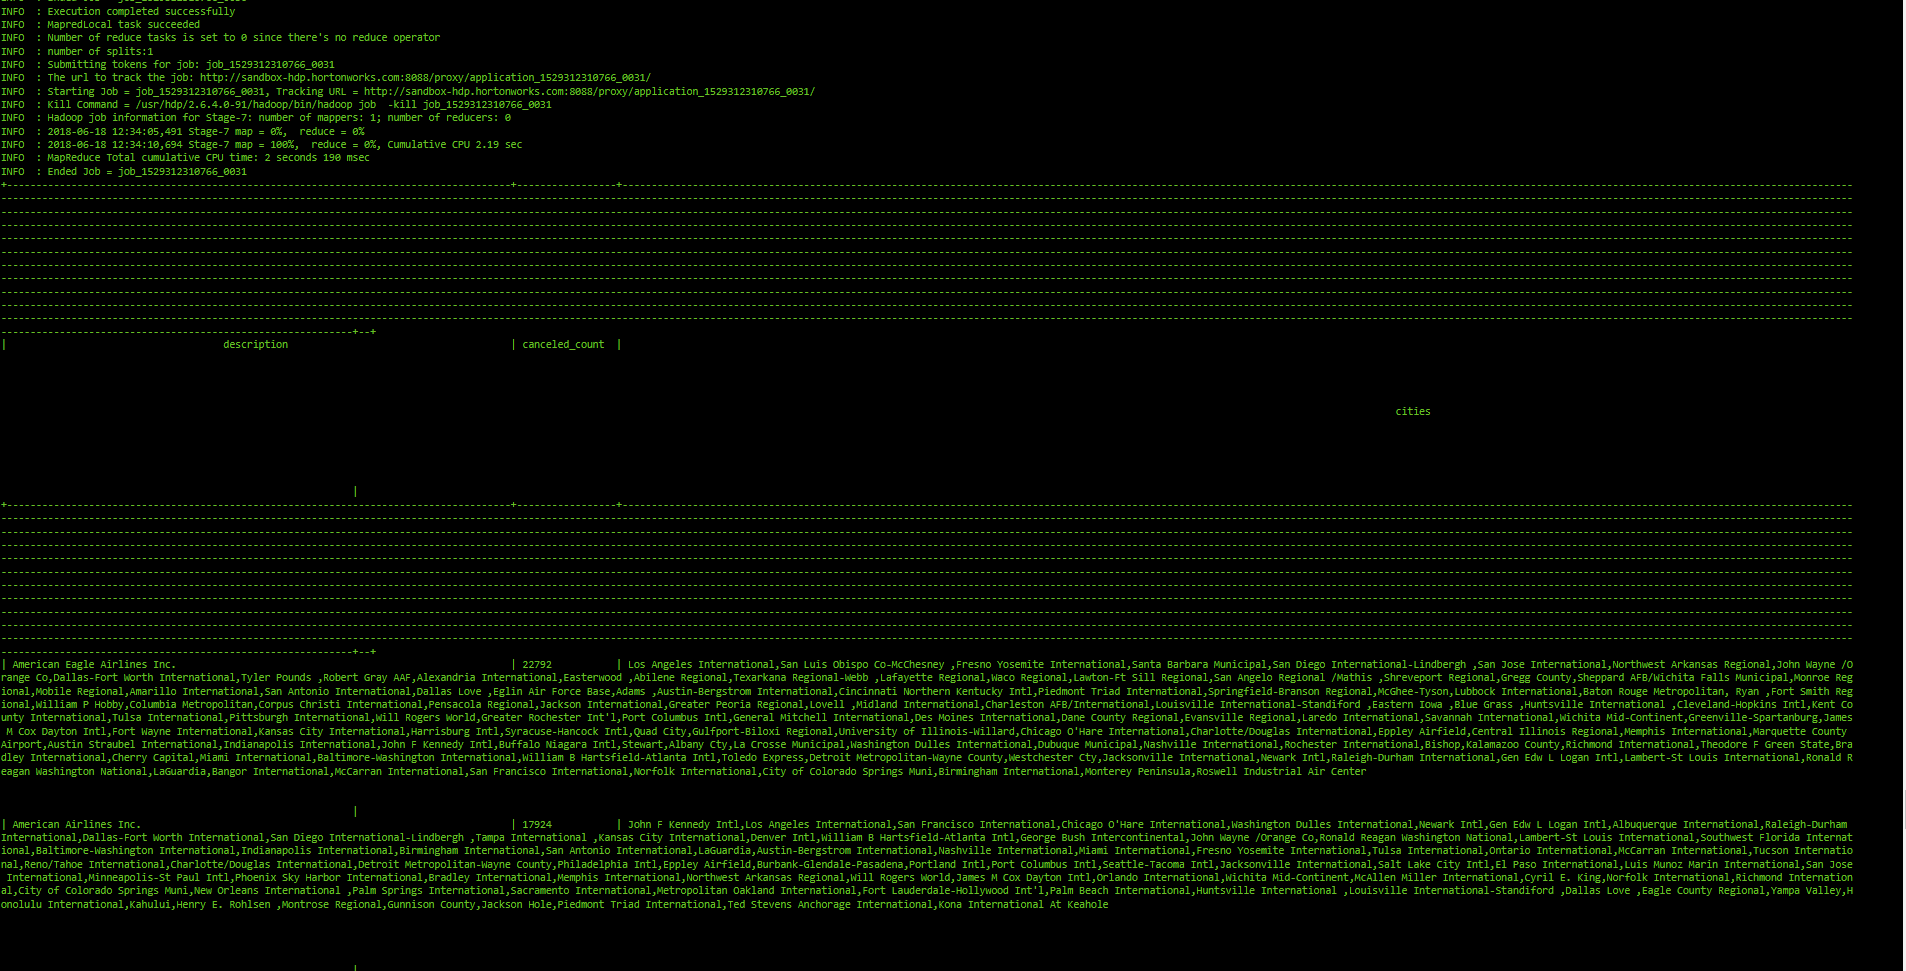 INFO  : Execution completed successfully
INFO  : MapredLocal task succeeded
INFO  : Number of reduce tasks is set to 0 since there's no reduce operator
INFO  : number of splits:1
INFO  : Submitting tokens for job: job_1529312310766_0031
INFO  : The url to track the job: http://sandbox-hdp.hortonworks.com:8088/proxy/application_1529312310766_0031/
INFO  : Starting Job = job_1529312310766_0031, Tracking URL = http://sandbox-hdp.hortonworks.com:8088/proxy/application_1529312310766_0031/
INFO  : Kill Command = /usr/hdp/2.6.4.0-91/hadoop/bin/hadoop job  -kill job_1529312310766_0031
INFO  : Hadoop job information for Stage-7: number of mappers: 1; number of reducers: 0
INFO  : 2018-06-18 12:34:05,491 Stage-7 map = 0%,  reduce = 0%
INFO  : 2018-06-18 12:34:10,694 Stage-7 map = 100%,  reduce = 0%, Cumulative CPU 2.19 sec
INFO  : MapReduce Total cumulative CPU time: 2 seconds 190 msec
INFO  : Ended Job = job_1529312310766_0031
| description | canceled_count |
cities
|
| American Eagle Airlines Inc. | 22792 | Los Angeles International,San Luis Obispo Co-McChesney ,Fresno Yosemite International,Santa Barbara Municipal,San Diego International-Lindbergh ,San Jose International,Northwest Arkansas Regional,John Wayne /O
range Co,Dallas-Fort Worth International,Tyler Pounds ,Robert Gray AAF,Alexandria International,Easterwood ,Abilene Regional,Texarkana Regional-Webb ,Lafayette Regional,Waco Regional,Lawton-Ft Sill Regional,San Angelo Regional /Mathis ,Shreveport Regional,Gregg County,Sheppard AFB/Wichita Falls Municipal,Monroe Reg
ional,Mobile Regional,Amarillo International,San Antonio International,Dallas Love ,Eglin Air Force Base,Adams ,Austin-Bergstrom International,Cincinnati Northern Kentucky Intl,Piedmont Triad International,Springfield-Branson Regional,McGhee-Tyson,Lubbock International,Baton Rouge Metropolitan, Ryan ,Fort Smith Reg
ional,William P Hobby,Columbia Metropolitan,Corpus Christi International,Pensacola Regional,Jackson International,Greater Peoria Regional,Lovell ,Midland International,Charleston AFB/International,Louisville International-Standiford ,Eastern Iowa ,Blue Grass ,Huntsville International ,Cleveland-Hopkins Intl,Kent Co
unty International,Tulsa International,Pittsburgh International,Will Rogers World,Greater Rochester Int'l,Port Columbus Intl,General Mitchell International,Des Moines International,Dane County Regional,Evansville Regional,Laredo International,Savannah International,Wichita Mid-Continent,Greenville-Spartanburg,James
 M Cox Dayton Intl,Fort Wayne International,Kansas City International,Harrisburg Intl,Syracuse-Hancock Intl,Quad City,Gulfport-Biloxi Regional,University of Illinois-Willard,Chicago O'Hare International,Charlotte/Douglas International,Eppley Airfield,Central Illinois Regional,Memphis International,Marquette County
Airport,Austin Straubel International,Indianapolis International,John F Kennedy Intl,Buffalo Niagara Intl,Stewart,Albany Cty,La Crosse Municipal,Washington Dulles International,Dubuque Municipal,Nashville International,Rochester International,Bishop,Kalamazoo County,Richmond International,Theodore F Green State,Bra
dley International,Cherry Capital,Miami International,Baltimore-Washington International,William B Hartsfield-Atlanta Intl,Toledo Express,Detroit Metropolitan-Wayne County,Westchester Cty,Jacksonville International,Newark Intl,Raleigh-Durham International,Gen Edw L Logan Intl,Lambert-St Louis International,Ronald R
eagan Washington National,LaGuardia,Bangor International,McCarran International,San Francisco International,Norfolk International,City of Colorado Springs Muni,Birmingham International,Monterey Peninsula,Roswell Industrial Air Center
|
| American Airlines Inc. | 17924 | John F Kennedy Intl,Los Angeles International,San Francisco International,Chicago O'Hare International,Washington Dulles International,Newark Intl,Gen Edw L Logan Intl,Albuquerque International,Raleigh-Durham
International,Dallas-Fort Worth International,San Diego International-Lindbergh ,Tampa International ,Kansas City International,Denver Intl,William B Hartsfield-Atlanta Intl,George Bush Intercontinental,John Wayne /Orange Co,Ronald Reagan Washington National,Lambert-St Louis International,Southwest Florida Internat
ional,Baltimore-Washington International,Indianapolis International,Birmingham International,San Antonio International,LaGuardia,Austin-Bergstrom International,Nashville International,Miami International,Fresno Yosemite International,Ontario International,McCarran International,Tucson Internatio
nal,Reno/Tahoe International,Charlotte/Douglas International,Detroit Metropolitan-Wayne County,Philadelphia Intl,Eppley Airfield,Burbank-Glendale-Pasadena,Portland Intl,Port Columbus Intl,Seattle-Tacoma Intl,Jacksonville International,Salt Lake City Intl,El Paso International,Luis Munoz Marin International,San Jose
 International,Minneapolis-St Paul Intl,Phoenix Sky Harbor International,Bradley International,Memphis International,Northwest Arkansas Regional,Will Rogers World,James M Cox Dayton Intl,Orlando International,Wichita Mid-Continent,McAllen Miller International,Cyril E. King,Norfolk International,Richmond Internation
al,City of Colorado Springs Muni,New Orleans International ,Palm Springs International,Sacramento International,Metropolitan Oakland International,Fort Lauderdale-Hollywood Int'l,Palm Beach International,Huntsville International ,Louisville International-Standiford ,Dallas Love ,Eagle County Regional,Yampa Valley,H
onolulu International,Kahului,Henry E. Rohlsen ,Montrose Regional,Gunnison County,Jackson Hole,Piedmont Triad International,Ted Stevens Anchorage International,Kona International At Keahole
|